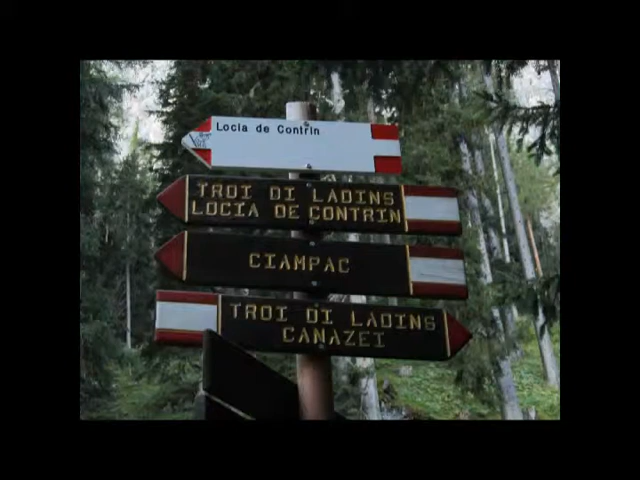 Locia de Contrin
TROI DI LADINS
LOCIA DE CONTRIN
CIAMPAC
TROI DI LADINS
CANAZEI